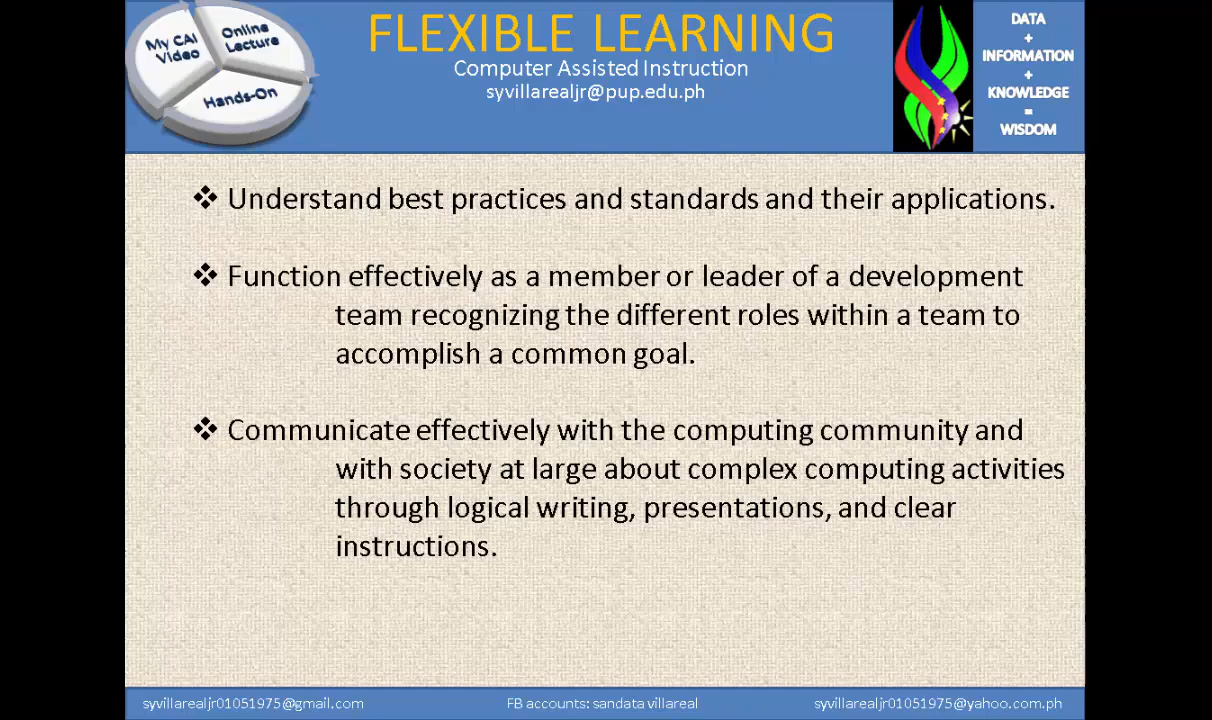 My CAI
Video
Online
Lecture
Hands-On
FLEXIBLE LEARNING
Computer Assisted Instruction
syvillarealjr@pup.edu.ph
DATA
+
INFORMATION
+
KNOWLEDGE
=
WISDOM
❖ Understand best practices and standards and their applications.
❖ Function effectively as a member or leader of a development
team recognizing the different roles within a team to
accomplish a common goal.
❖ Communicate effectively with the computing community and
with society at large about complex computing activities
through logical writing, presentations, and clear
instructions.
syvillarealjr01051975@gmail.com
FB accounts: sandata villareal
syvillarealjr01051975@yahoo.com.ph